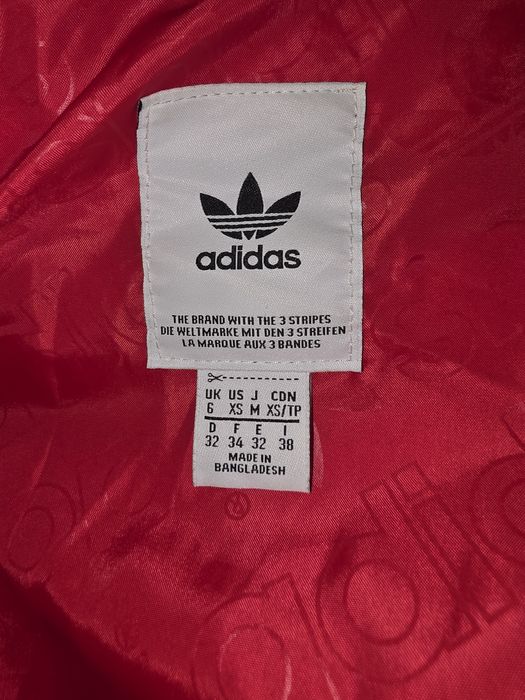 adidas
THE BRAND WITH THE 3 STRIPES
DIE WELTMARKE MIT DEN 3 STREIFEN
LA MARQUE AUX 3 BANDES
UK US J CDN
6 XS M XS/TP
D F E I
32 34 32 38
MADE IN
BANGLADESH
adi